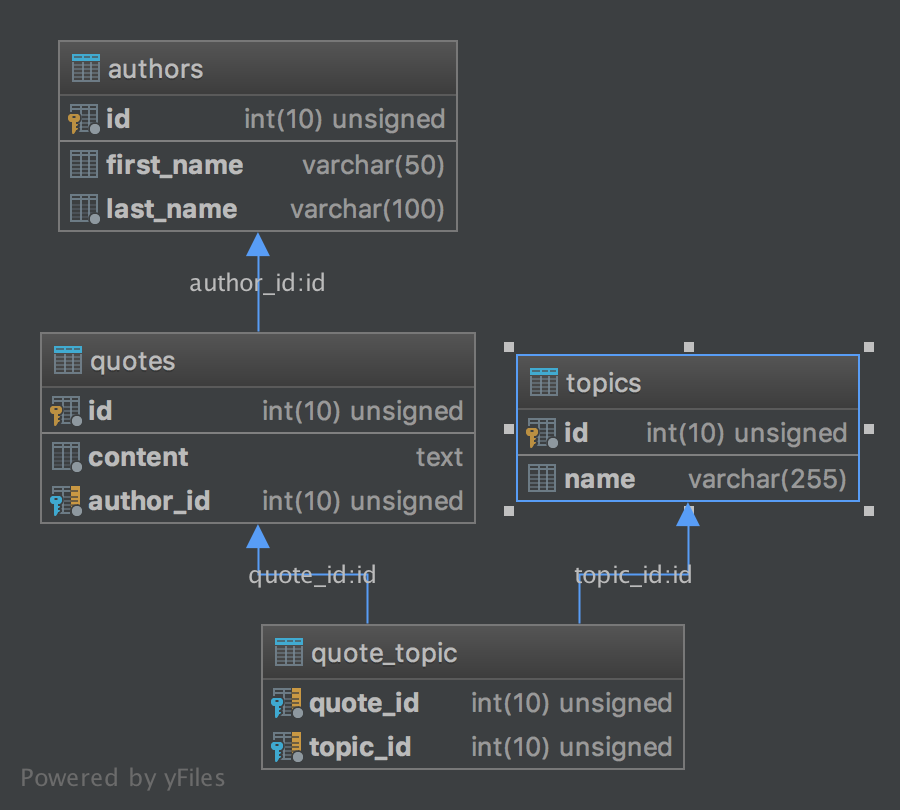 authors
id int(10) unsigned
first_name varchar(50)
last_name varchar(100)
author_id:id
quotes
id int(10) unsigned
content text
author_id int(10) unsigned
topics
id int(10) unsigned
name varchar(255)
quote_id:id
topic_id:id
quote_topic
quote_id int(10) unsigned
topic_id int(10) unsigned
Powered by yFiles